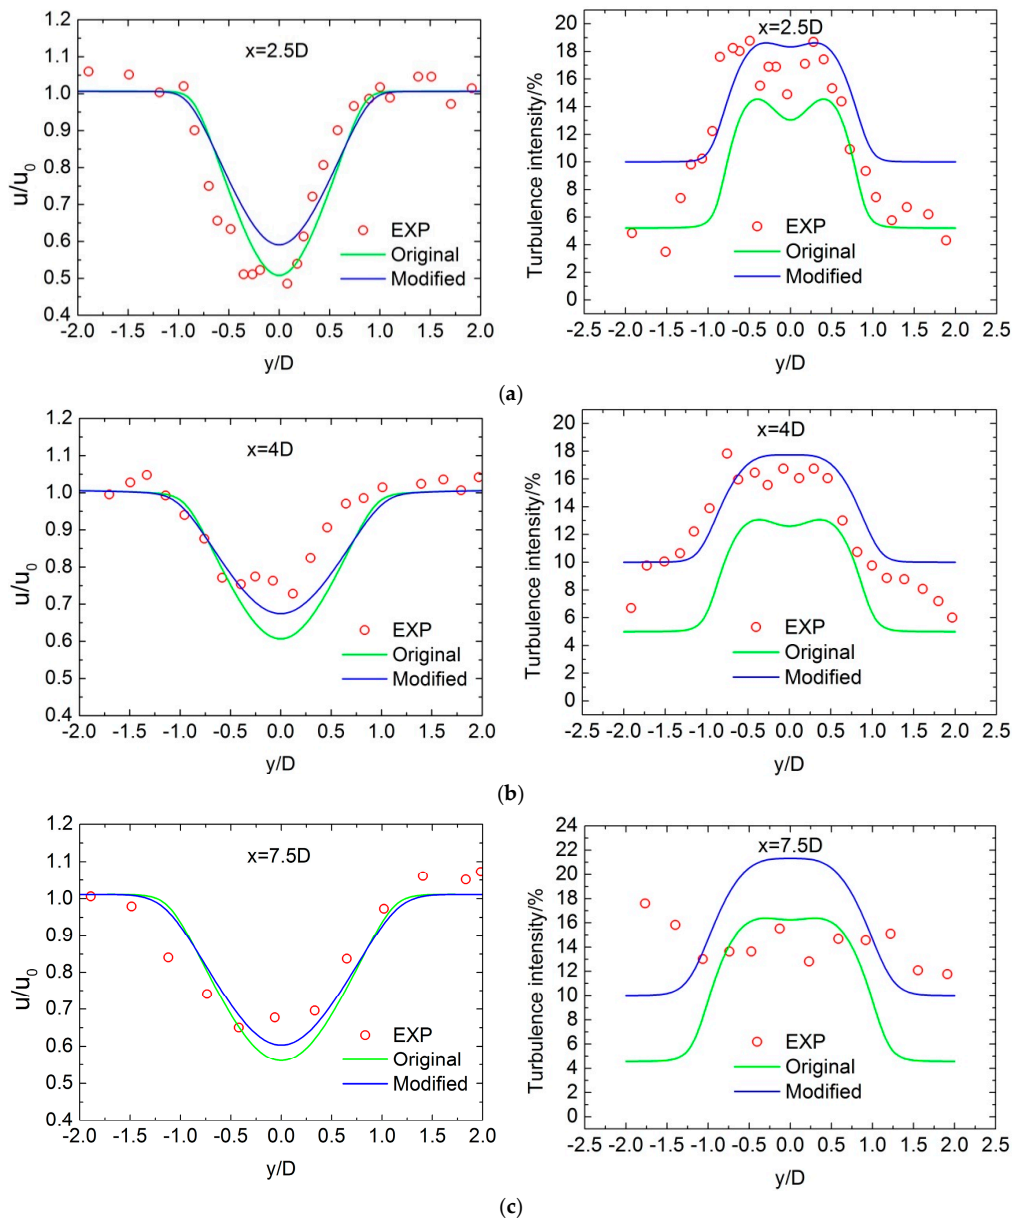 x=2.5D
u/u0
1.2
1.1
1.0
0.9
0.8
0.7
0.6
0.5
0.4
EXP
Original
Modified
-2.0 -1.5 -1.0 -0.5 0.0 0.5 1.0 1.5 2.0
y/D
x=2.5D
Turbulence intensity/%
20
18
16
14
12
10
8
6
4
2
0
EXP
Original
Modified
-2.5 -2.0 -1.5 -1.0 -0.5 0.0 0.5 1.0 1.5 2.0 2.5
y/D
(a)
x=4D
u/u0
1.2
1.1
1.0
0.9
0.8
0.7
0.6
0.5
0.4
EXP
Original
Modified
-2.0 -1.5 -1.0 -0.5 0.0 0.5 1.0 1.5 2.0
y/D
x=4D
Turbulence intensity/%
20
18
16
14
12
10
8
6
4
2
0
EXP
Original
Modified
-2.5 -2.0 -1.5 -1.0 -0.5 0.0 0.5 1.0 1.5 2.0 2.5
y/D
(b)
x=7.5D
u/u0
1.2
1.1
1.0
0.9
0.8
0.7
0.6
0.5
0.4
EXP
Original
Modified
-2.0 -1.5 -1.0 -0.5 0.0 0.5 1.0 1.5 2.0
y/D
x=7.5D
Turbulence intensity/%
24
22
20
18
16
14
12
10
8
6
4
2
0
EXP
Original
Modified
-2.5 -2.0 -1.5 -1.0 -0.5 0.0 0.5 1.0 1.5 2.0 2.5
y/D
(c)